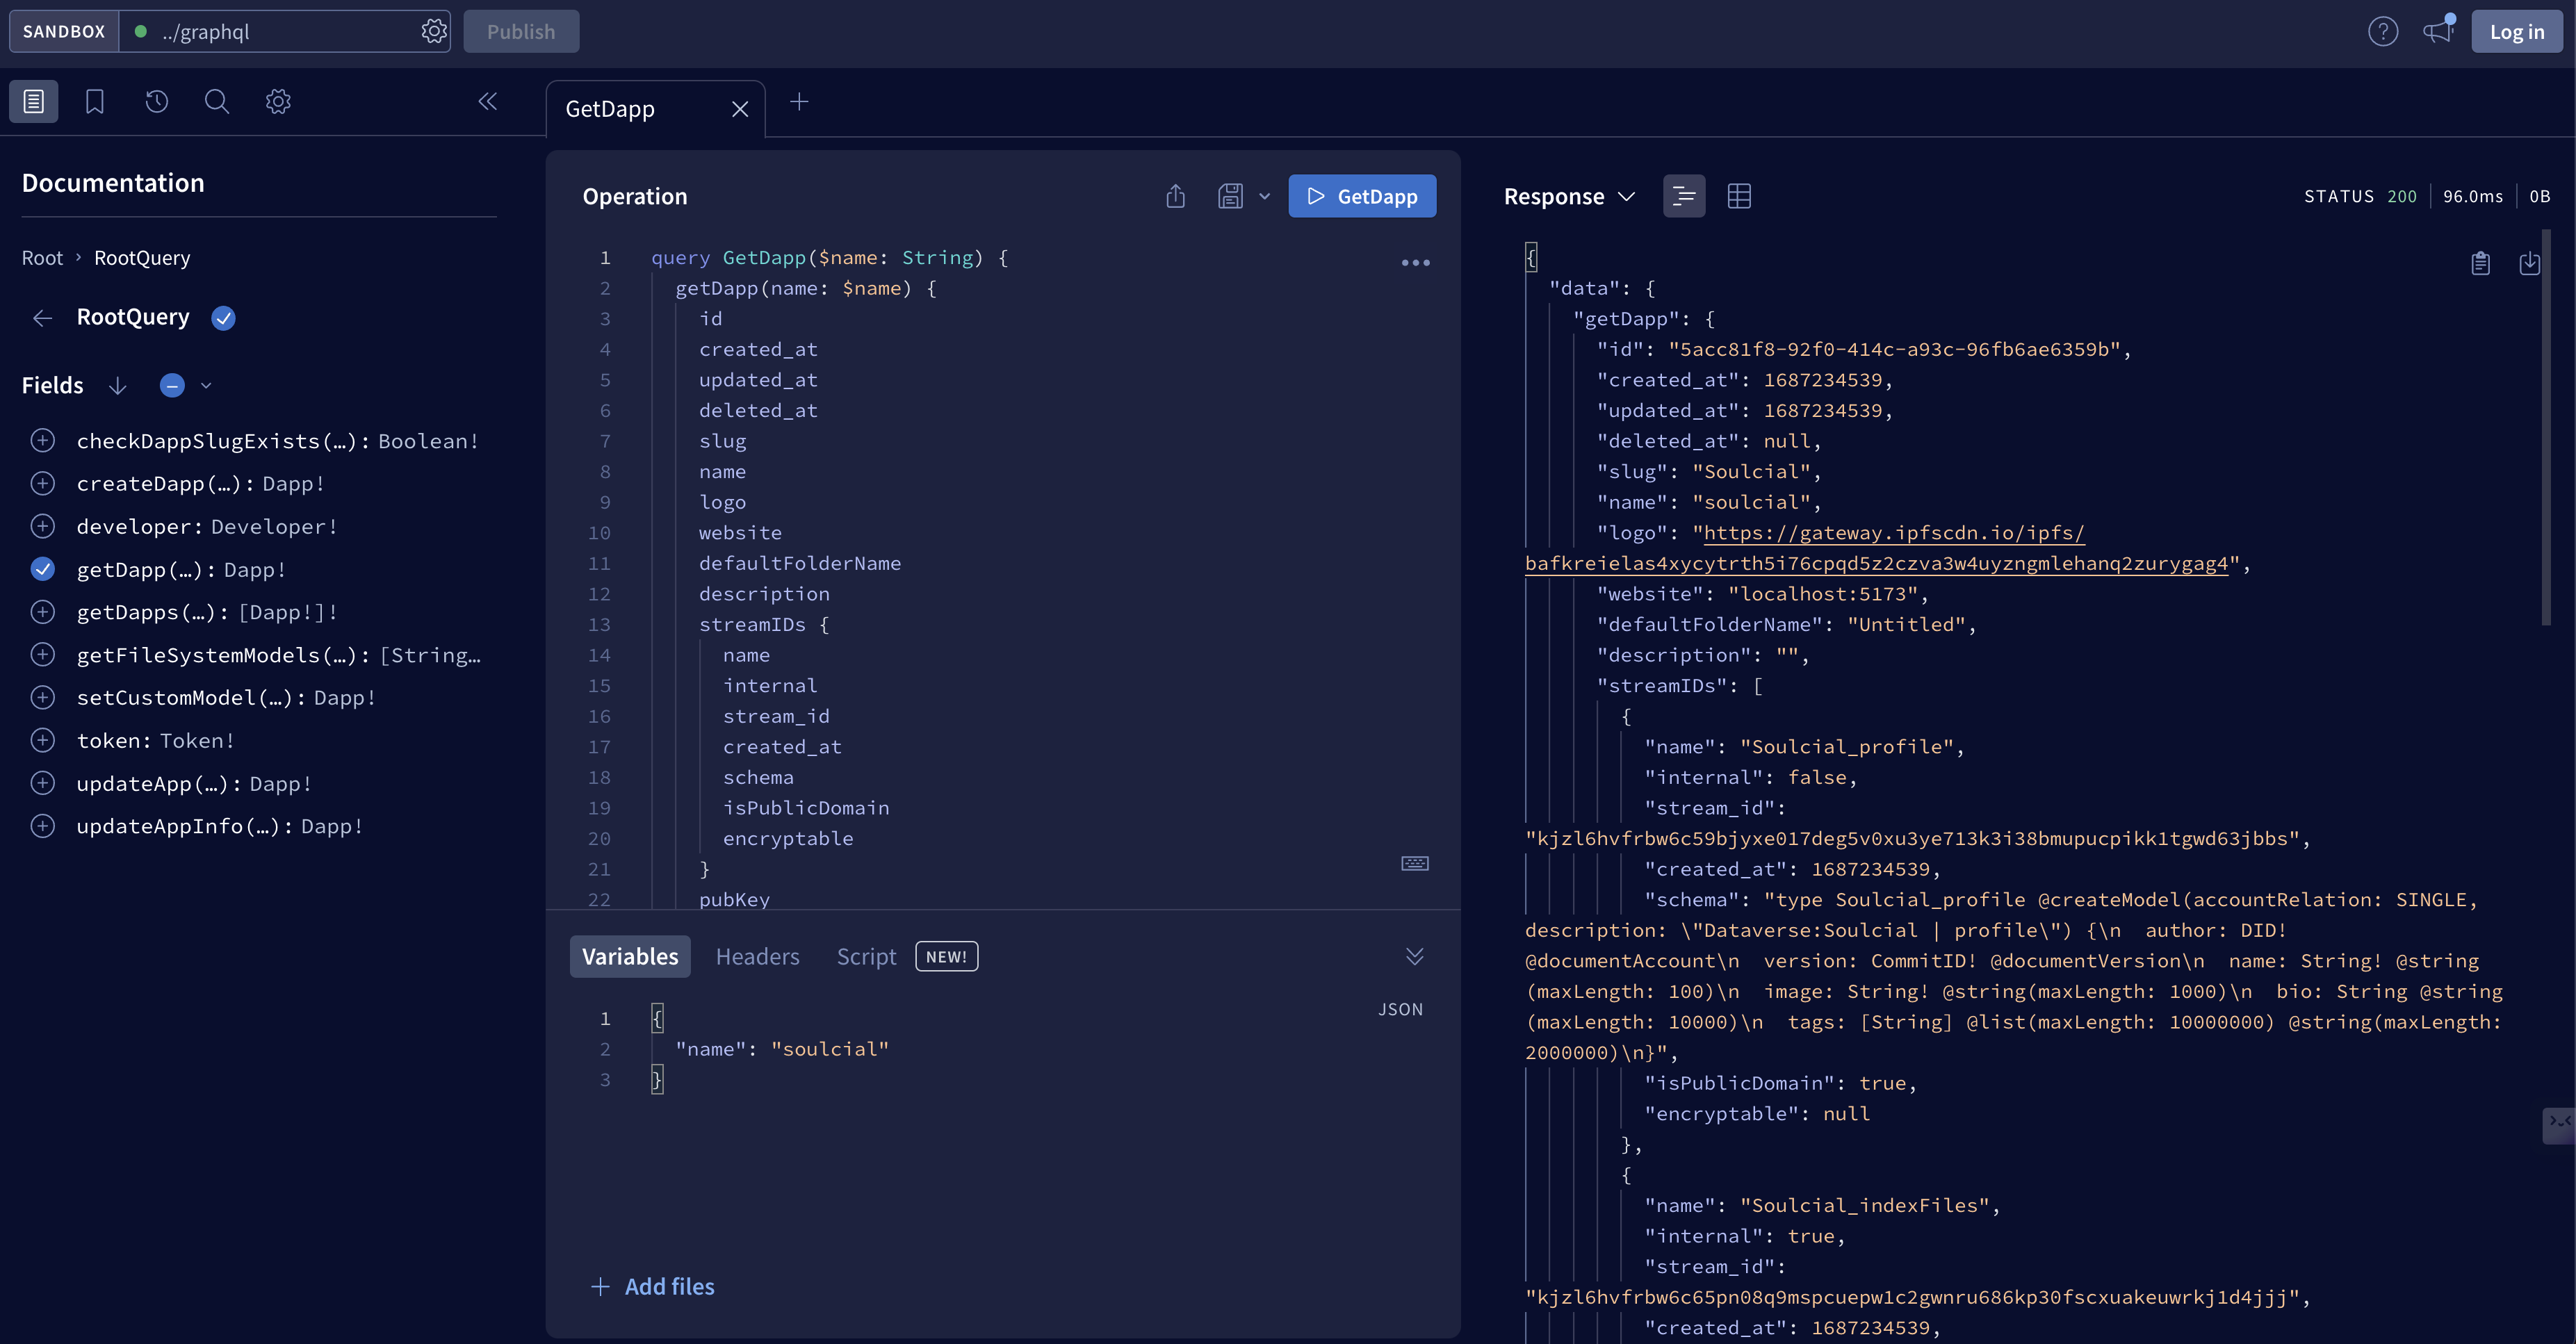 SANDBOX
../graphql
Publish
Log in
Documentation
Root › RootQuery
RootQuery
Fields
checkDappSlugExists(…): Boolean!
createDapp(…): Dapp!
developer: Developer!
getDapp(…): Dapp!
getDapps(…): [Dapp!]!
getFileSystemModels(…): [String…
setCustomModel(…): Dapp!
token: Token!
updateApp(…): Dapp!
updateAppInfo(…): Dapp!
GetDapp
Operation
GetDapp
1 query GetDapp($name: String) {
2 getDapp(name: $name) {
3 id
4 created_at
5 updated_at
6 deleted_at
7 slug
8 name
9 logo
10 website
11 defaultFolderName
12 description
13 streamIDs {
14 name
15 internal
16 stream_id
17 created_at
18 schema
19 isPublicDomain
20 encryptable
21 }
22 pubKey
Variables
Headers
Script
NEW!
JSON
1 {
2 "name": "soulcial"
3 }
Add files
Response
STATUS 200
96.0ms
0B
{
"data": {
"getDapp": {
"id": "5acc81f8-92f0-414c-a93c-96fb6ae6359b",
"created_at": 1687234539,
"updated_at": 1687234539,
"deleted_at": null,
"slug": "Soulcial",
"name": "soulcial",
"logo": "https://gateway.ipfscdn.io/ipfs/
bafkreielas4xycytrth5i76cpqd5z2czva3w4uyzngmlehanq2zurygag4",
"website": "localhost:5173",
"defaultFolderName": "Untitled",
"description": "",
"streamIDs": [
{
"name": "Soulcial_profile",
"internal": false,
"stream_id":
"kjzl6hvfrbw6c59bjyxe017deg5v0xu3ye713k3i38bmupucpikk1tgwd63jbbs",
"created_at": 1687234539,
"schema": "type Soulcial_profile @createModel(accountRelation: SINGLE,
description: \"Dataverse:Soulcial | profile\") {\n  author: DID!
@documentAccount\n  version: CommitID! @documentVersion\n  name: String! @string
(maxLength: 100)\n  image: String! @string(maxLength: 1000)\n  bio: String @string
(maxLength: 10000)\n  tags: [String] @list(maxLength: 10000000) @string(maxLength:
2000000)\n}",
"isPublicDomain": true,
"encryptable": null
},
{
"name": "Soulcial_indexFiles",
"internal": true,
"stream_id":
"kjzl6hvfrbw6c65pn08q9mspcuepw1c2gwnru686kp30fscxuakeuwrkj1d4jjj",
"created_at": 1687234539,